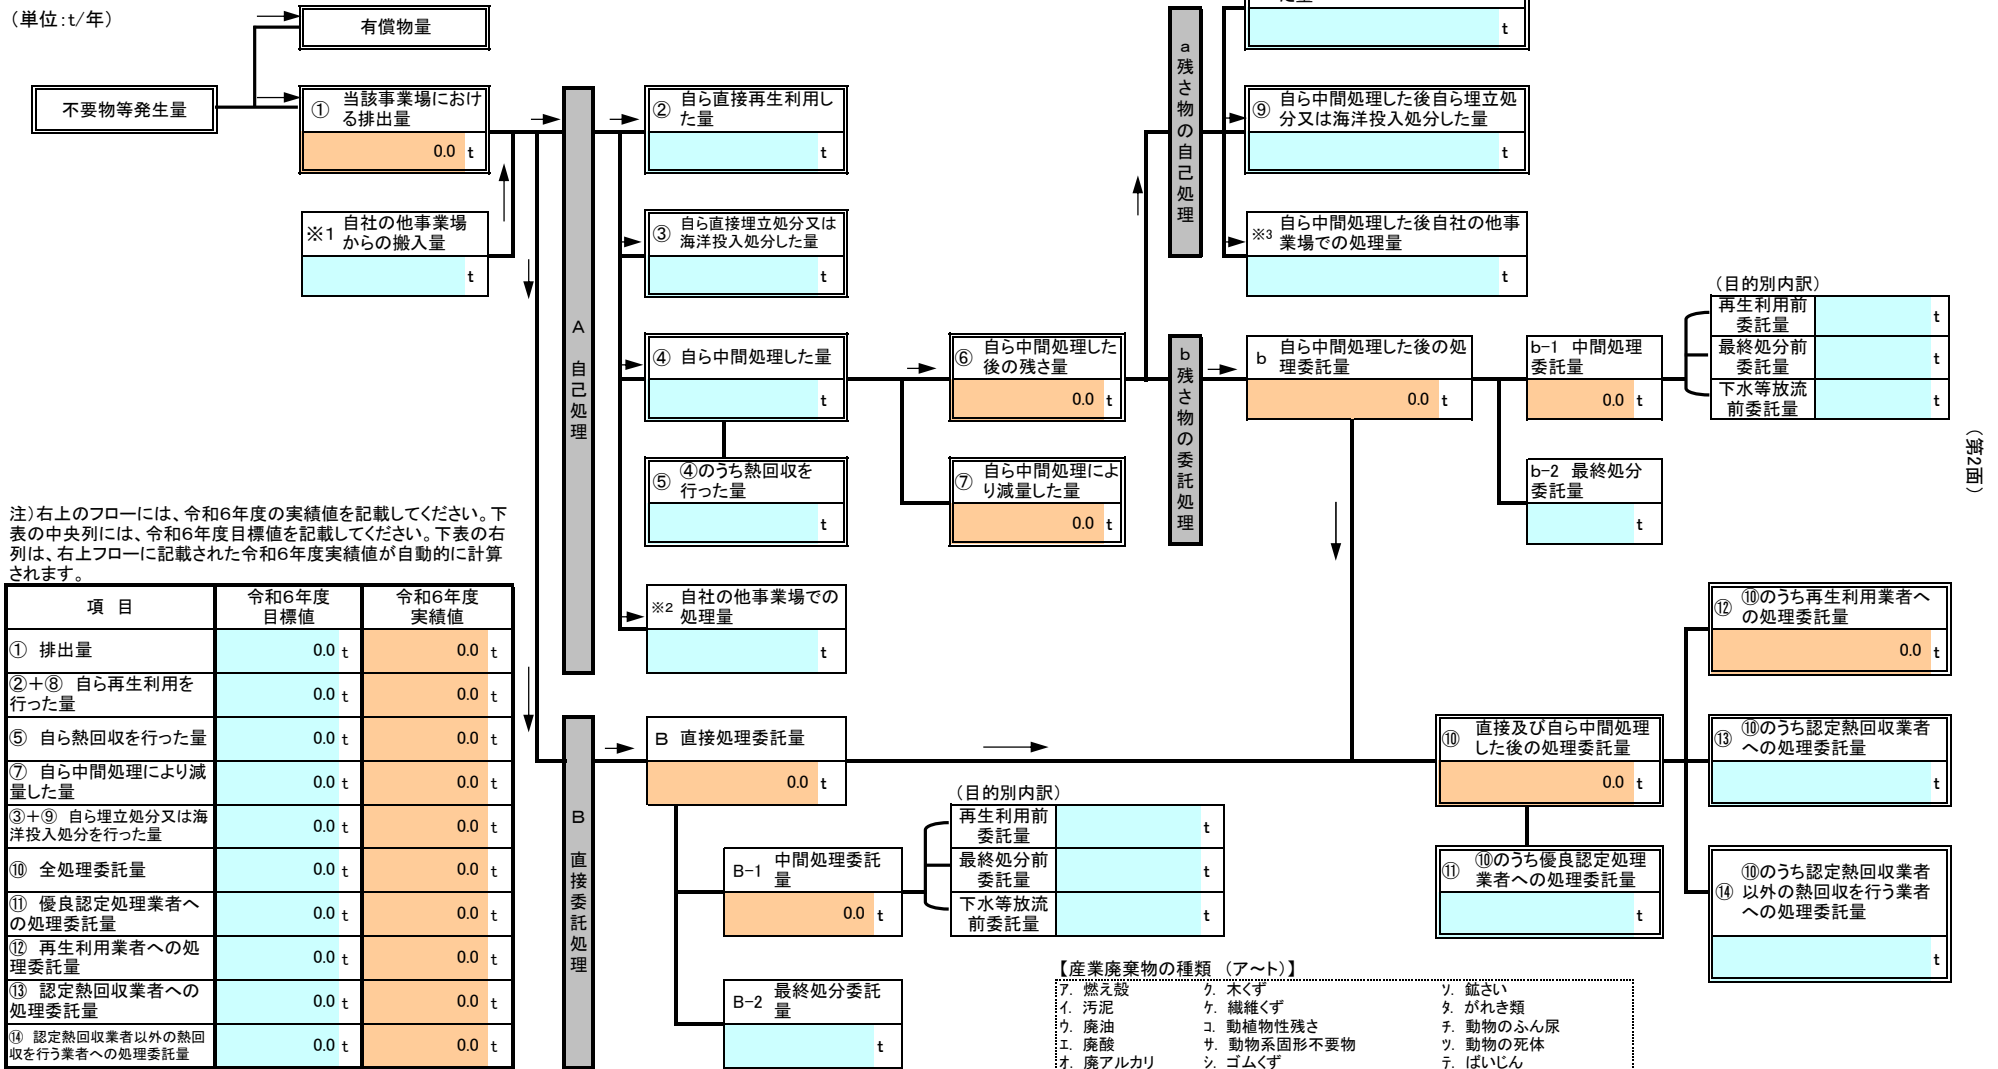 （単位：t/年）
有償物量
不要物等発生量
① 当該事業場におけ
る排出量
0.0 t
※1 自社の他事業場
からの搬入量
t
A 自己処理
② 自ら直接再生利用し
た量
t
③ 自ら直接埋立処分又は
海洋投入処分した量
t
④ 自ら中間処理した量
t
⑤ ④のうち熱回収を
行った量
t
※2 自社の他事業場での
処理量
t
⑥ 自ら中間処理した
後の残さ量
0.0 t
⑦ 自ら中間処理によ
り減量した量
0.0 t
a 残さ物の自己処理
t
⑨ 自ら中間処理した後自ら埋立処
分又は海洋投入処分した量
t
※3 自ら中間処理した後自社の他事
業場での処理量
t
b 残さ物の委託処理
b 自ら中間処理した後の処
理委託量
0.0 t
b-1 中間処理
委託量
0.0 t
（目的別内訳）
再生利用前
委託量
t
最終処分前
委託量
t
下水等放流
前委託量
t
b-2 最終処分
委託量
t
（第2面）
注）右上のフローには、令和6年度の実績値を記載してください。下
表の中央列には、令和6年度目標値を記載してください。下表の右
列は、右上フローに記載された令和6年度実績値が自動的に計算
されます。
項 目 令和6年度 目標値 令和6年度 実績値
① 排出量 0.0 t 0.0 t
②＋⑧ 自ら再生利用を
行った量 0.0 t 0.0 t
⑤ 自ら熱回収を行った量 0.0 t 0.0 t
⑦ 自ら中間処理により減
量した量 0.0 t 0.0 t
③＋⑨ 自ら埋立処分又は海
洋投入処分を行った量 0.0 t 0.0 t
⑩ 全処理委託量 0.0 t 0.0 t
⑪ 優良認定処理業者へ
の処理委託量 0.0 t 0.0 t
⑫ 再生利用業者への処
理委託量 0.0 t 0.0 t
⑬ 認定熱回収業者への
処理委託量 0.0 t 0.0 t
⑭ 認定熱回収業者以外の熱回
収を行う業者への処理委託量 0.0 t 0.0 t
B 直接委託処理
B 直接処理委託量
0.0 t
B-1 中間処理委託
量
0.0 t
（目的別内訳）
再生利用前
委託量
t
最終処分前
委託量
t
下水等放流
前委託量
t
B-2 最終処分委託
量
t
⑩ 直接及び自ら中間処理
した後の処理委託量
0.0 t
⑪ ⑩のうち優良認定処理
業者への処理委託量
t
⑫ ⑩のうち再生利用業者へ
の処理委託量
0.0 t
⑬ ⑩のうち認定熱回収業者
への処理委託量
t
⑭ ⑩のうち認定熱回収業者
以外の熱回収を行う業者
への処理委託量
t
【産業廃棄物の種類 （ア～ト）】
ア. 燃え殻 ク. 木くず ソ. 鉱さい
イ. 汚泥 ケ. 繊維くず タ. がれき類
ウ. 廃油 コ. 動植物性残さ チ. 動物のふん尿
エ. 廃酸 サ. 動物系固形不要物 ツ. 動物の死体
オ. 廃アルカリ シ. ゴムくず テ. ばいじん